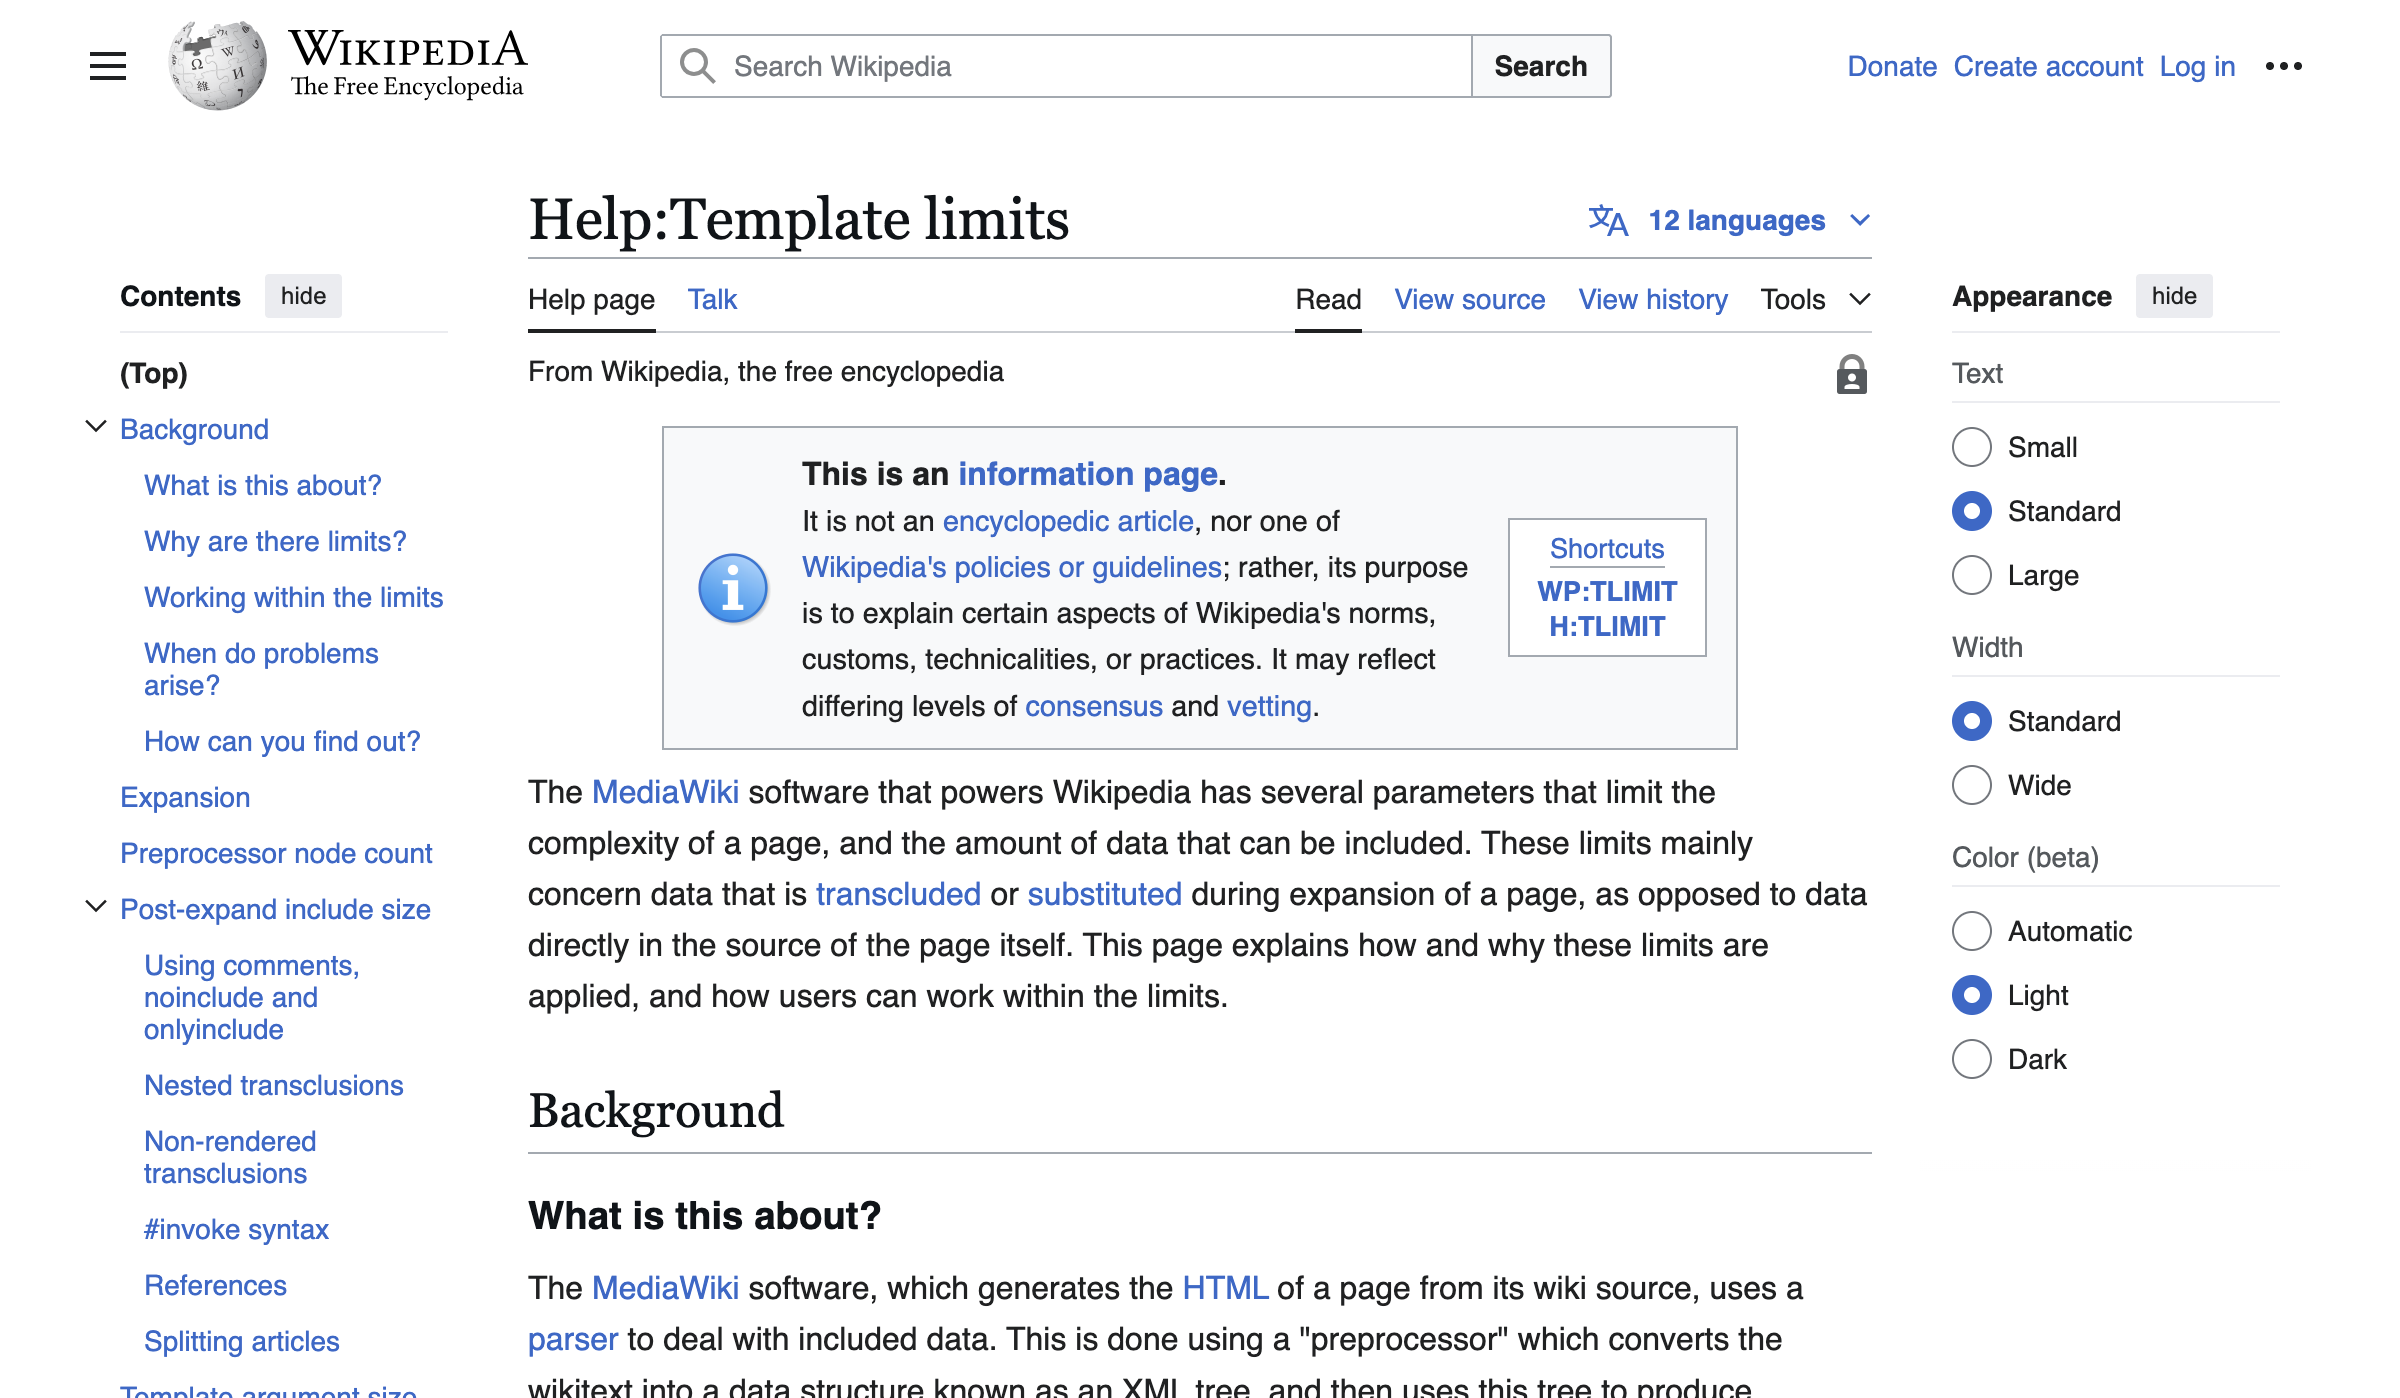 WIKIPEDIA
The Free Encyclopedia
Search Wikipedia
Search
Donate Create account Log in
Contents hide
(Top)
Background
What is this about?
Why are there limits?
Working within the limits
When do problems
arise?
How can you find out?
Expansion
Preprocessor node count
Post-expand include size
Using comments,
noinclude and
onlyinclude
Nested transclusions
Non-rendered
transclusions
#invoke syntax
References
Splitting articles
Template argument size
Help:Template limits
12 languages
Help page Talk
Read View source View history Tools
From Wikipedia, the free encyclopedia
This is an information page.
It is not an encyclopedic article, nor one of
Wikipedia's policies or guidelines; rather, its purpose
is to explain certain aspects of Wikipedia's norms,
customs, technicalities, or practices. It may reflect
differing levels of consensus and vetting.
Shortcuts
WP:TLIMIT
H:TLIMIT
The MediaWiki software that powers Wikipedia has several parameters that limit the
complexity of a page, and the amount of data that can be included. These limits mainly
concern data that is transcluded or substituted during expansion of a page, as opposed to data
directly in the source of the page itself. This page explains how and why these limits are
applied, and how users can work within the limits.
Background
What is this about?
The MediaWiki software, which generates the HTML of a page from its wiki source, uses a
parser to deal with included data. This is done using a "preprocessor" which converts the
wikitext into a data structure known as an XML tree, and then uses this tree to produce
Appearance hide
Text
Small
Standard
Large
Width
Standard
Wide
Color (beta)
Automatic
Light
Dark